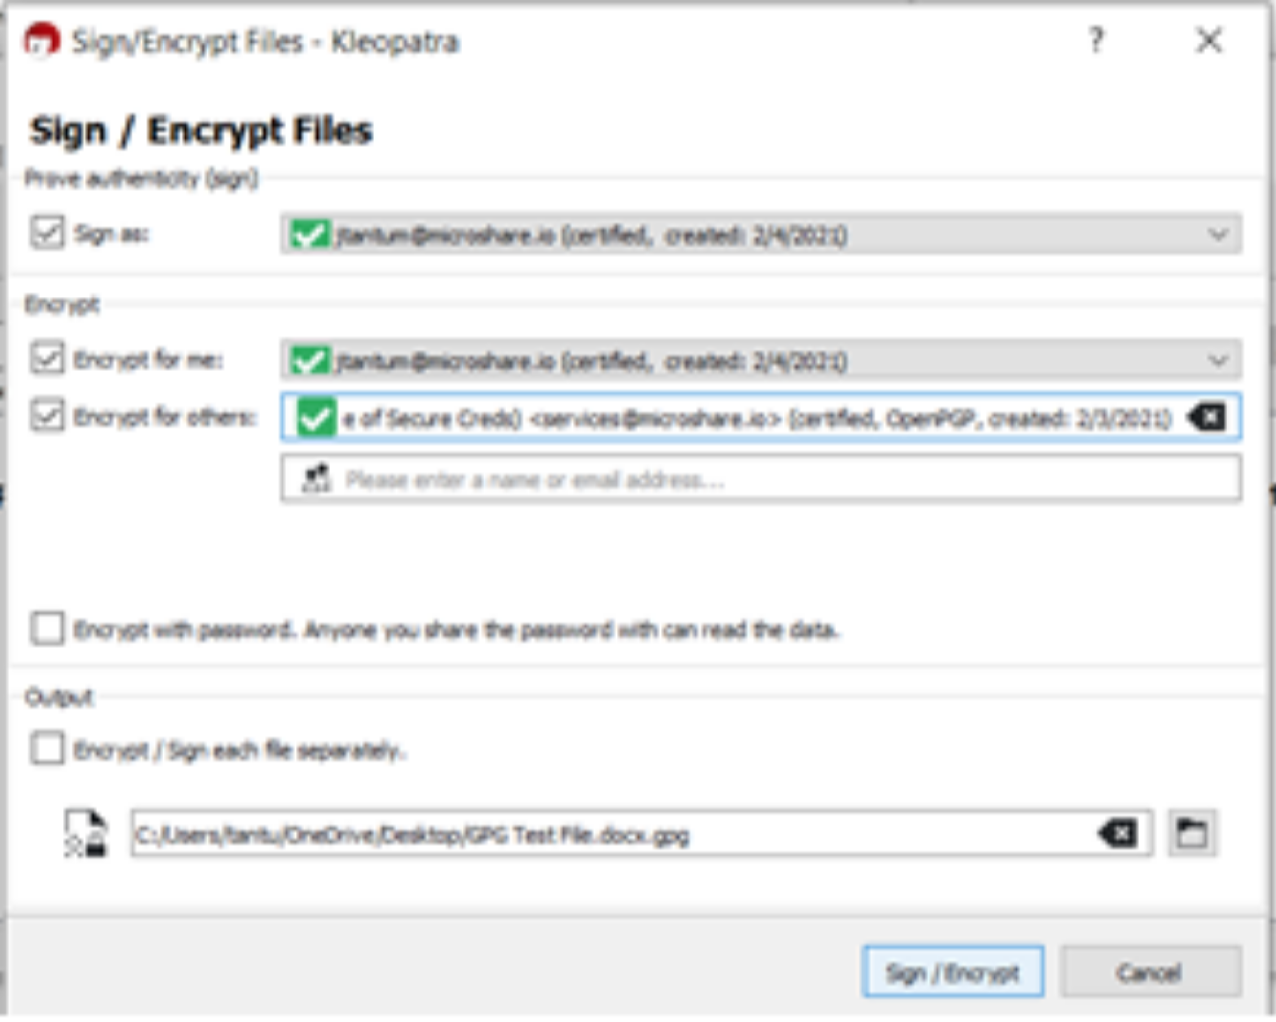 Sign/Encrypt Files - Kleopatra
Sign / Encrypt Files
Prove authenticity (sign)
Sign as: jtantum@microshare.io (certified, created: 2/4/2021)
Encrypt
Encrypt for me: jtantum@microshare.io (certified, created: 2/4/2021)
Encrypt for others: e of Secure Creds) <services@microshare.io> (certified, OpenPGP, created: 2/3/2021)
Please enter a name or email address...
Encrypt with password. Anyone you share the password with can read the data.
Output
Encrypt / Sign each file separately.
C:/Users/tantu/OneDrive/Desktop/GPG Test File.docx.gpg
Sign / Encrypt Cancel